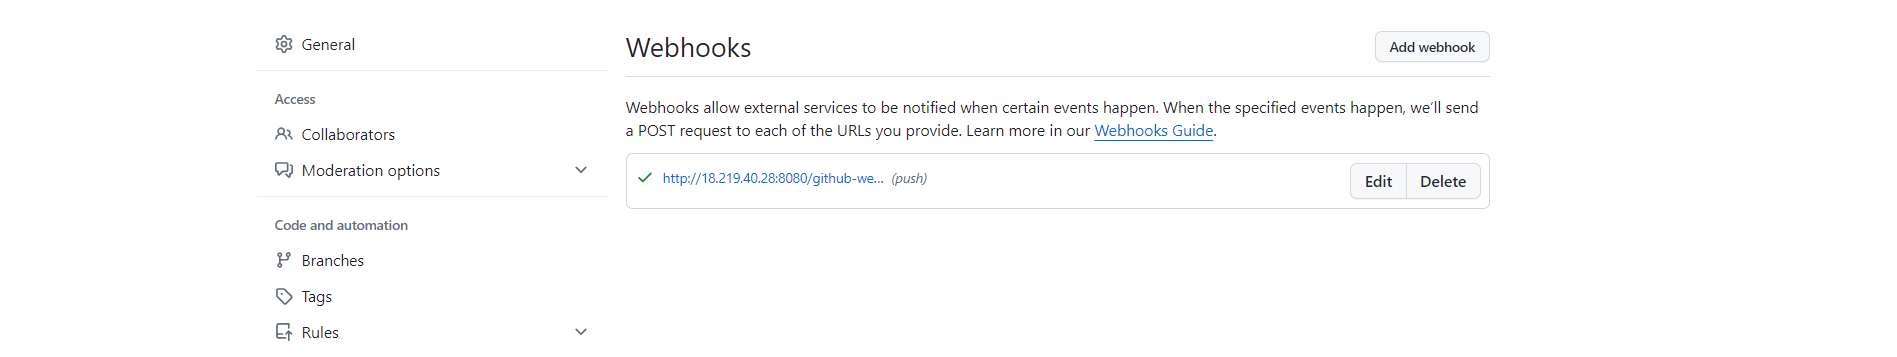 General
Access
Collaborators
Moderation options
Code and automation
Branches
Tags
Rules
Webhooks
Add webhook
Webhooks allow external services to be notified when certain events happen. When the specified events happen, we’ll send
a POST request to each of the URLs you provide. Learn more in our Webhooks Guide.
http://18.219.40.28:8080/github-we... (push)
Edit
Delete